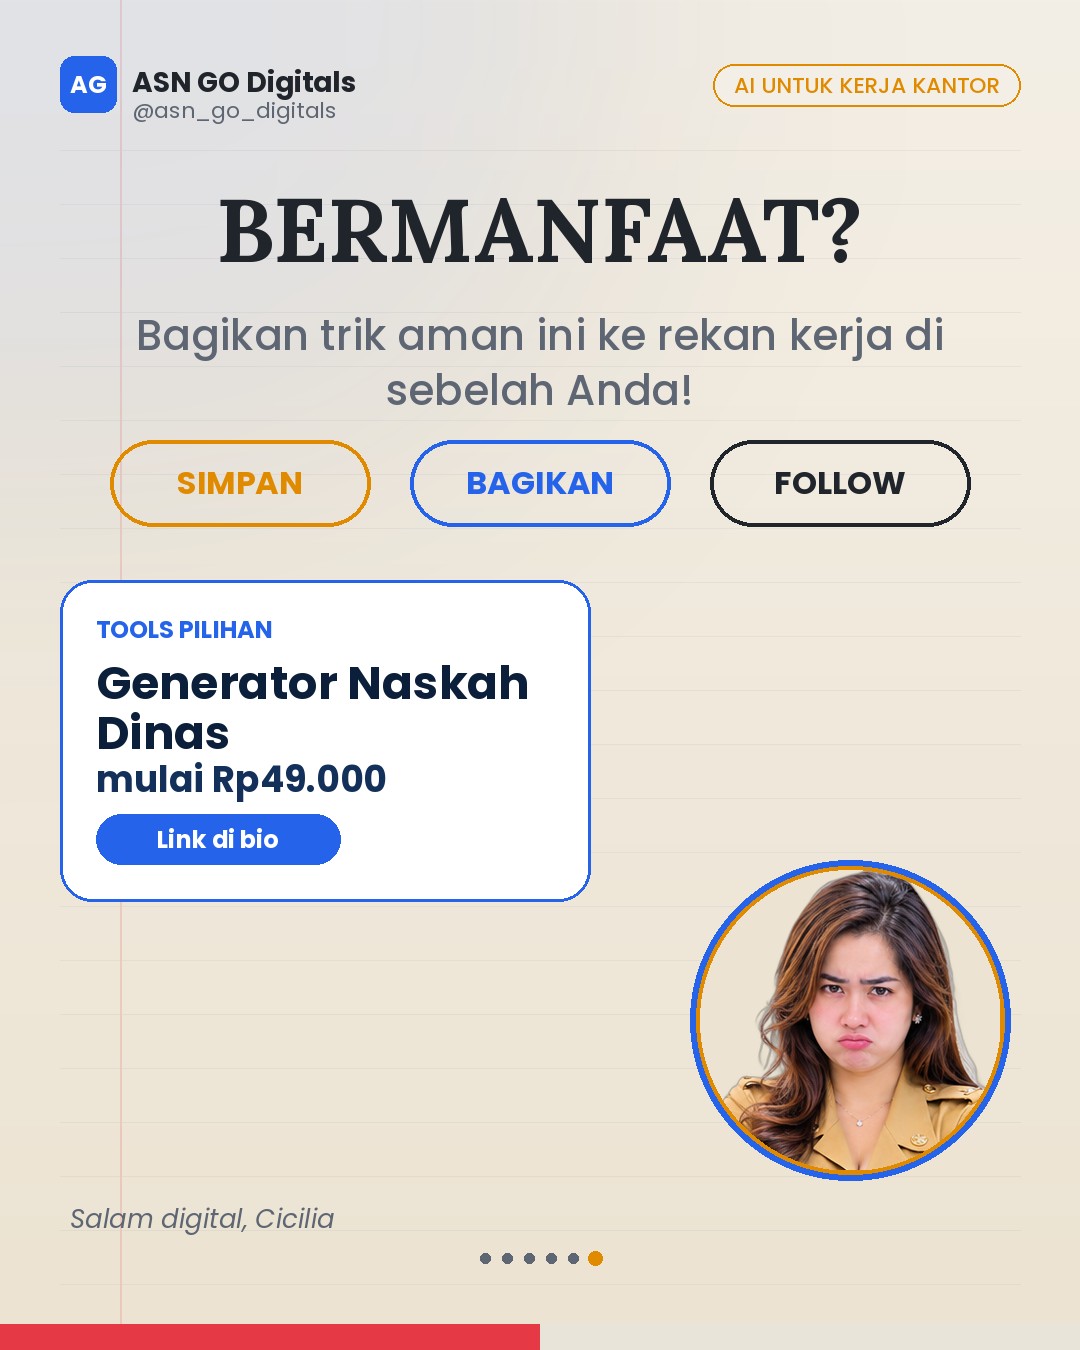 AG
ASN GO Digitals
@asn_go_digitals
AI UNTUK KERJA KANTOR
BERMANFAAT?
Bagikan trik aman ini ke rekan kerja di
sebelah Anda!
SIMPAN
BAGIKAN
FOLLOW
TOOLS PILIHAN
Generator Naskah
Dinas
mulai Rp49.000
Link di bio
Salam digital, Cicilia